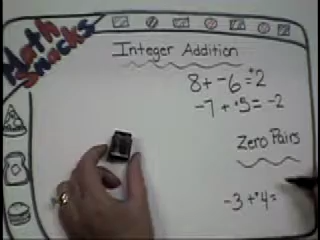 Math Snacks
Integer Addition
8 + ⁻6 = ⁺2
⁻7 + ⁺5 = ⁻2
Zero Pairs
⁻3 + ⁺4 =